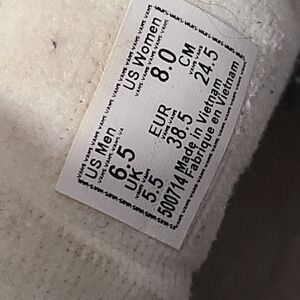 US Men US Women
6.5 8.0
UK EUR CM
5.5 38.5 24.5
500714 Made in Vietnam
Fabrique en Vietnam